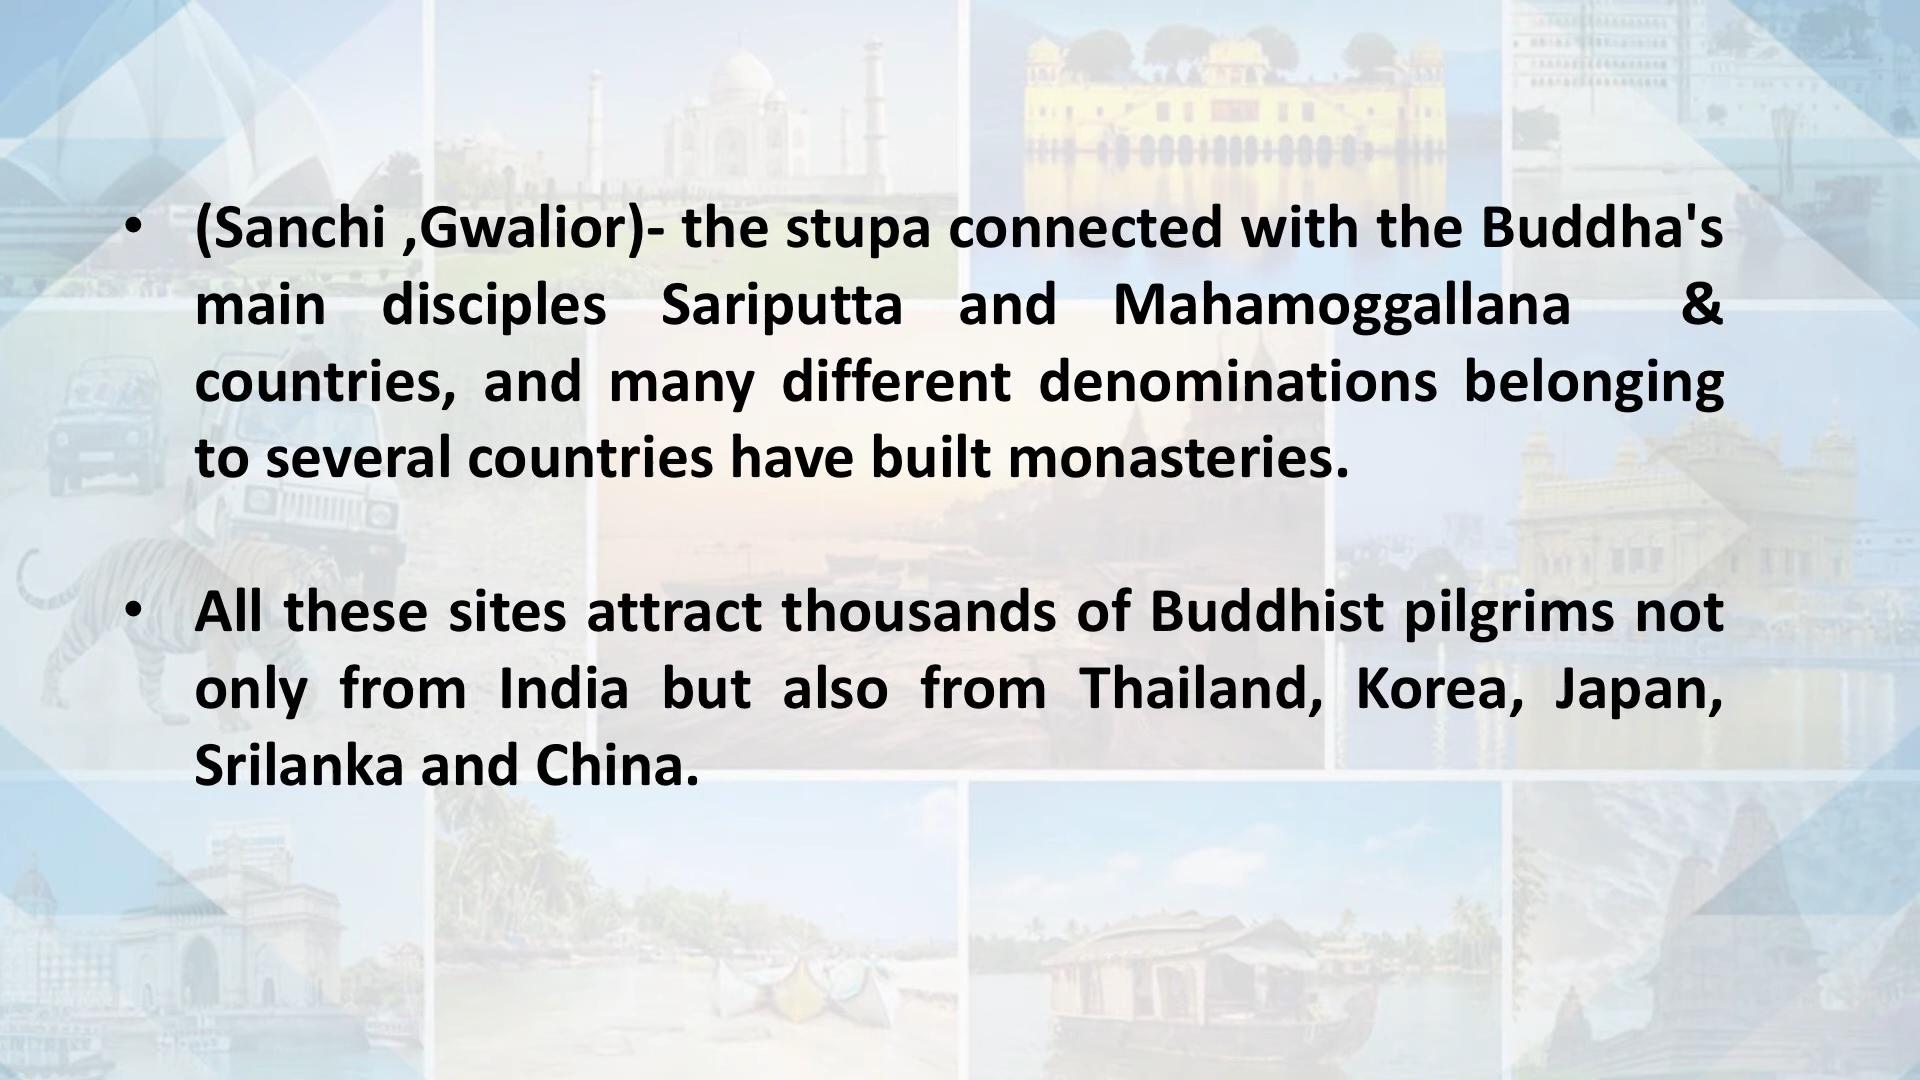 • (Sanchi ,Gwalior)- the stupa connected with the Buddha's
main disciples Sariputta and Mahamoggallana &
countries, and many different denominations belonging
to several countries have built monasteries.
• All these sites attract thousands of Buddhist pilgrims not
only from India but also from Thailand, Korea, Japan,
Srilanka and China.